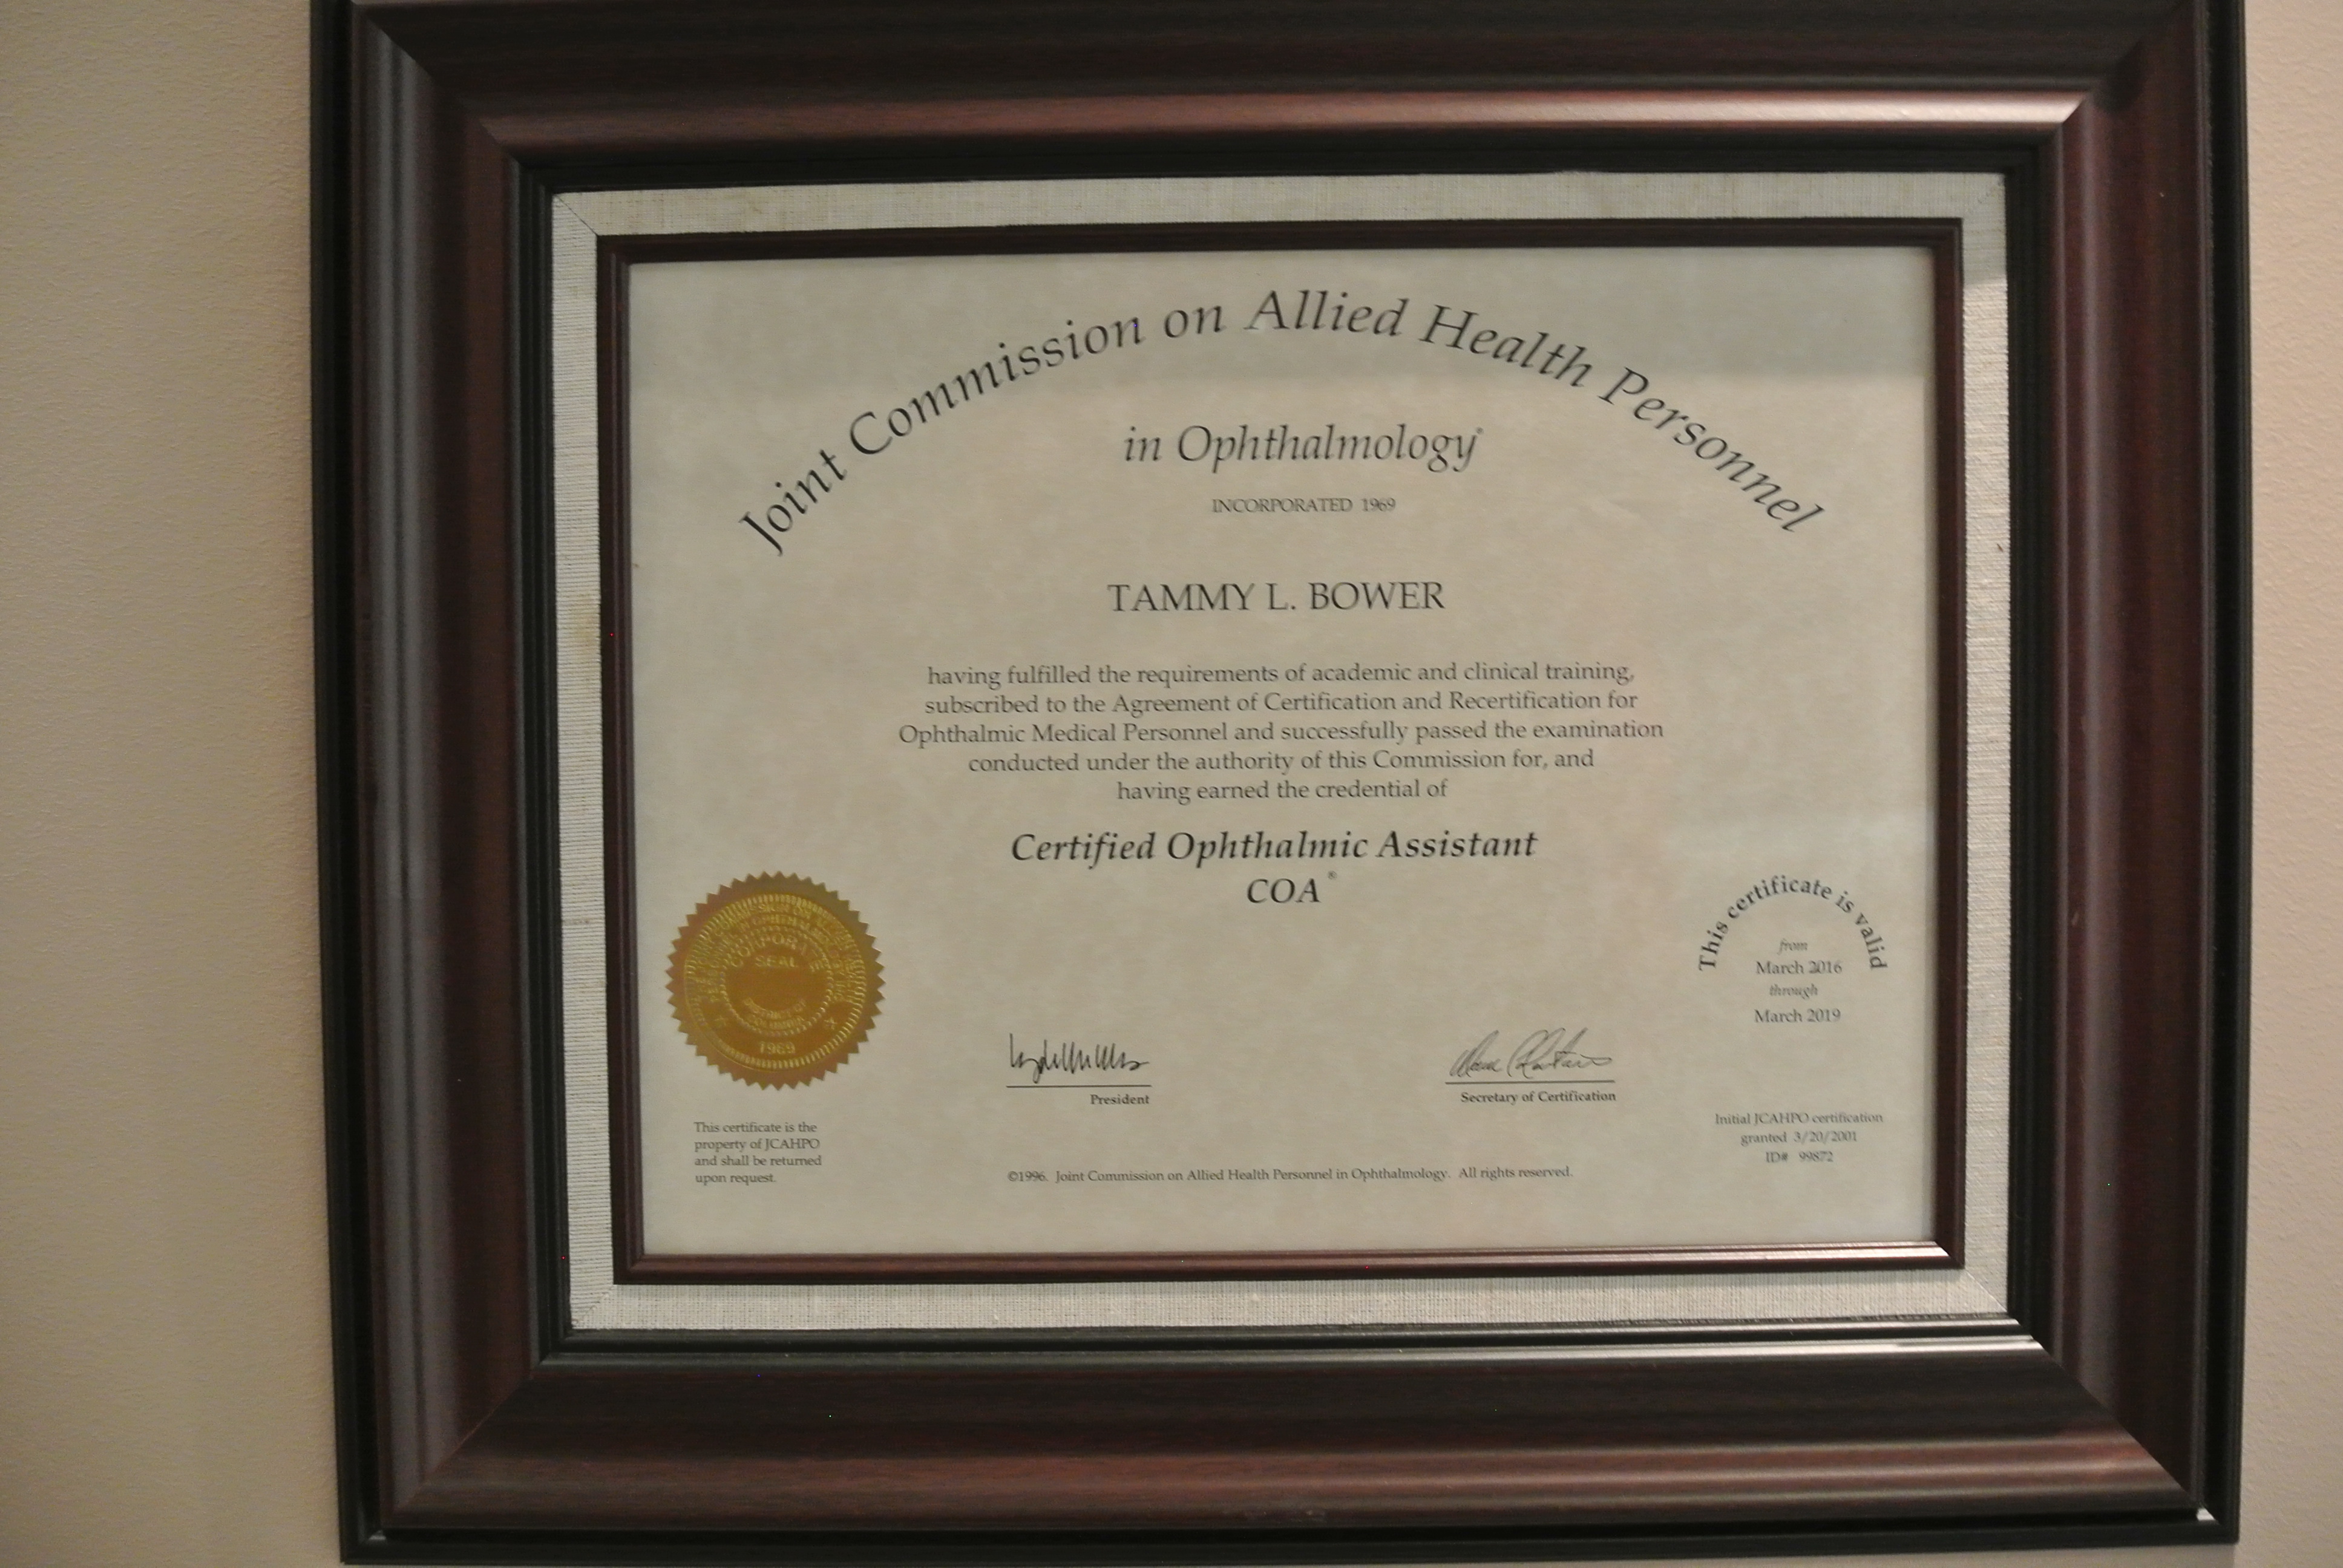 Joint Commission on Allied Health Personnel
in Ophthalmology®
INCORPORATED 1969
TAMMY L. BOWER
having fulfilled the requirements of academic and clinical training,
subscribed to the Agreement of Certification and Recertification for
Ophthalmic Medical Personnel and successfully passed the examination
conducted under the authority of this Commission for, and
having earned the credential of
Certified Ophthalmic Assistant
COA®
CORPORATE
SEAL
DISTRICT OF
COLUMBIA
1969
This certificate is valid
from
March 2016
through
March 2019
President
Secretary of Certification
This certificate is the
property of JCAHPO
and shall be returned
upon request.
©1996. Joint Commission on Allied Health Personnel in Ophthalmology. All rights reserved.
Initial JCAHPO certification
granted 3/20/2001
ID# 99872